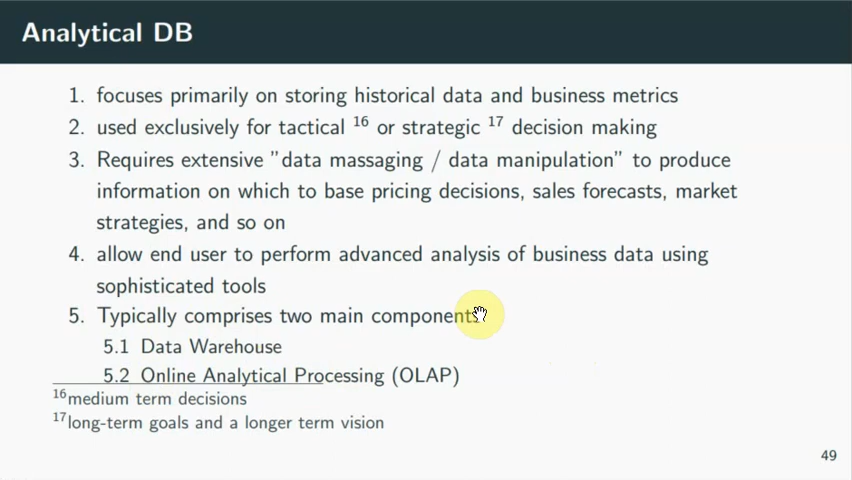 Analytical DB
1. focuses primarily on storing historical data and business metrics
2. used exclusively for tactical 16 or strategic 17 decision making
3. Requires extensive "data massaging / data manipulation" to produce
information on which to base pricing decisions, sales forecasts, market
strategies, and so on
4. allow end user to perform advanced analysis of business data using
sophisticated tools
5. Typically comprises two main components
5.1 Data Warehouse
5.2 Online Analytical Processing (OLAP)
16medium term decisions
17long-term goals and a longer term vision
49